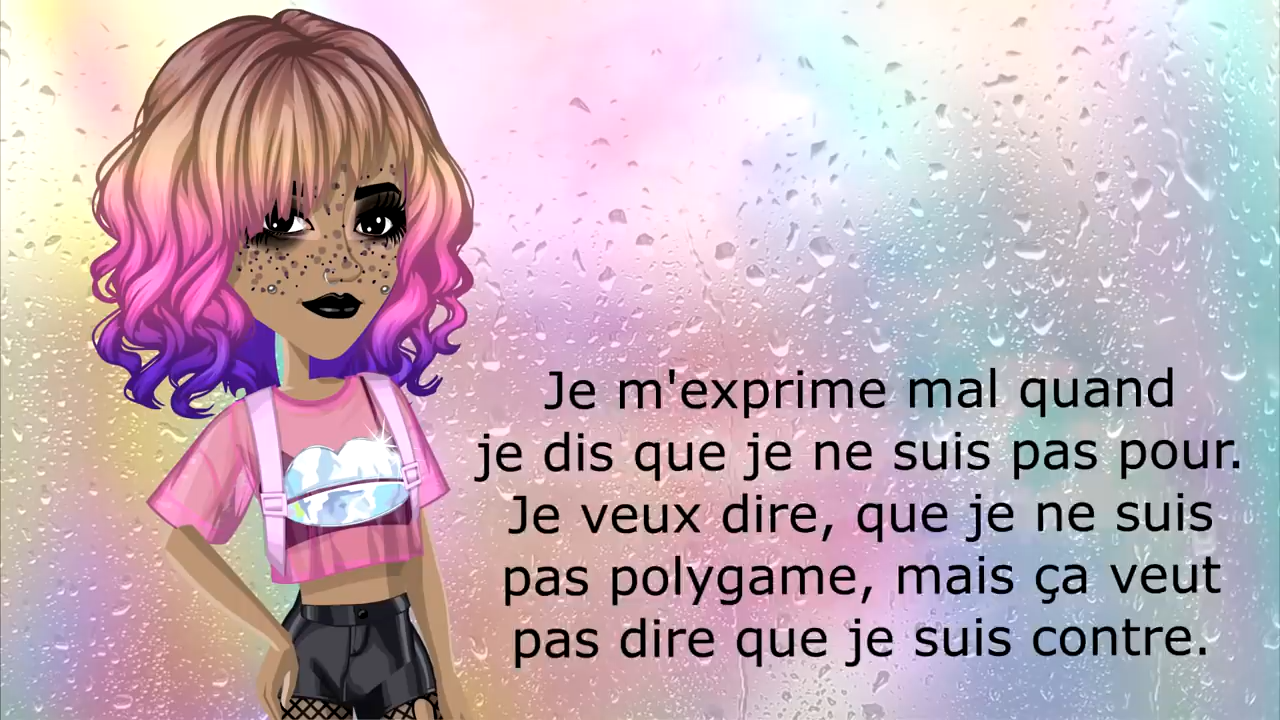 Je m'exprime mal quand
je dis que je ne suis pas pour.
Je veux dire, que je ne suis
pas polygame, mais ça veut
pas dire que je suis contre.